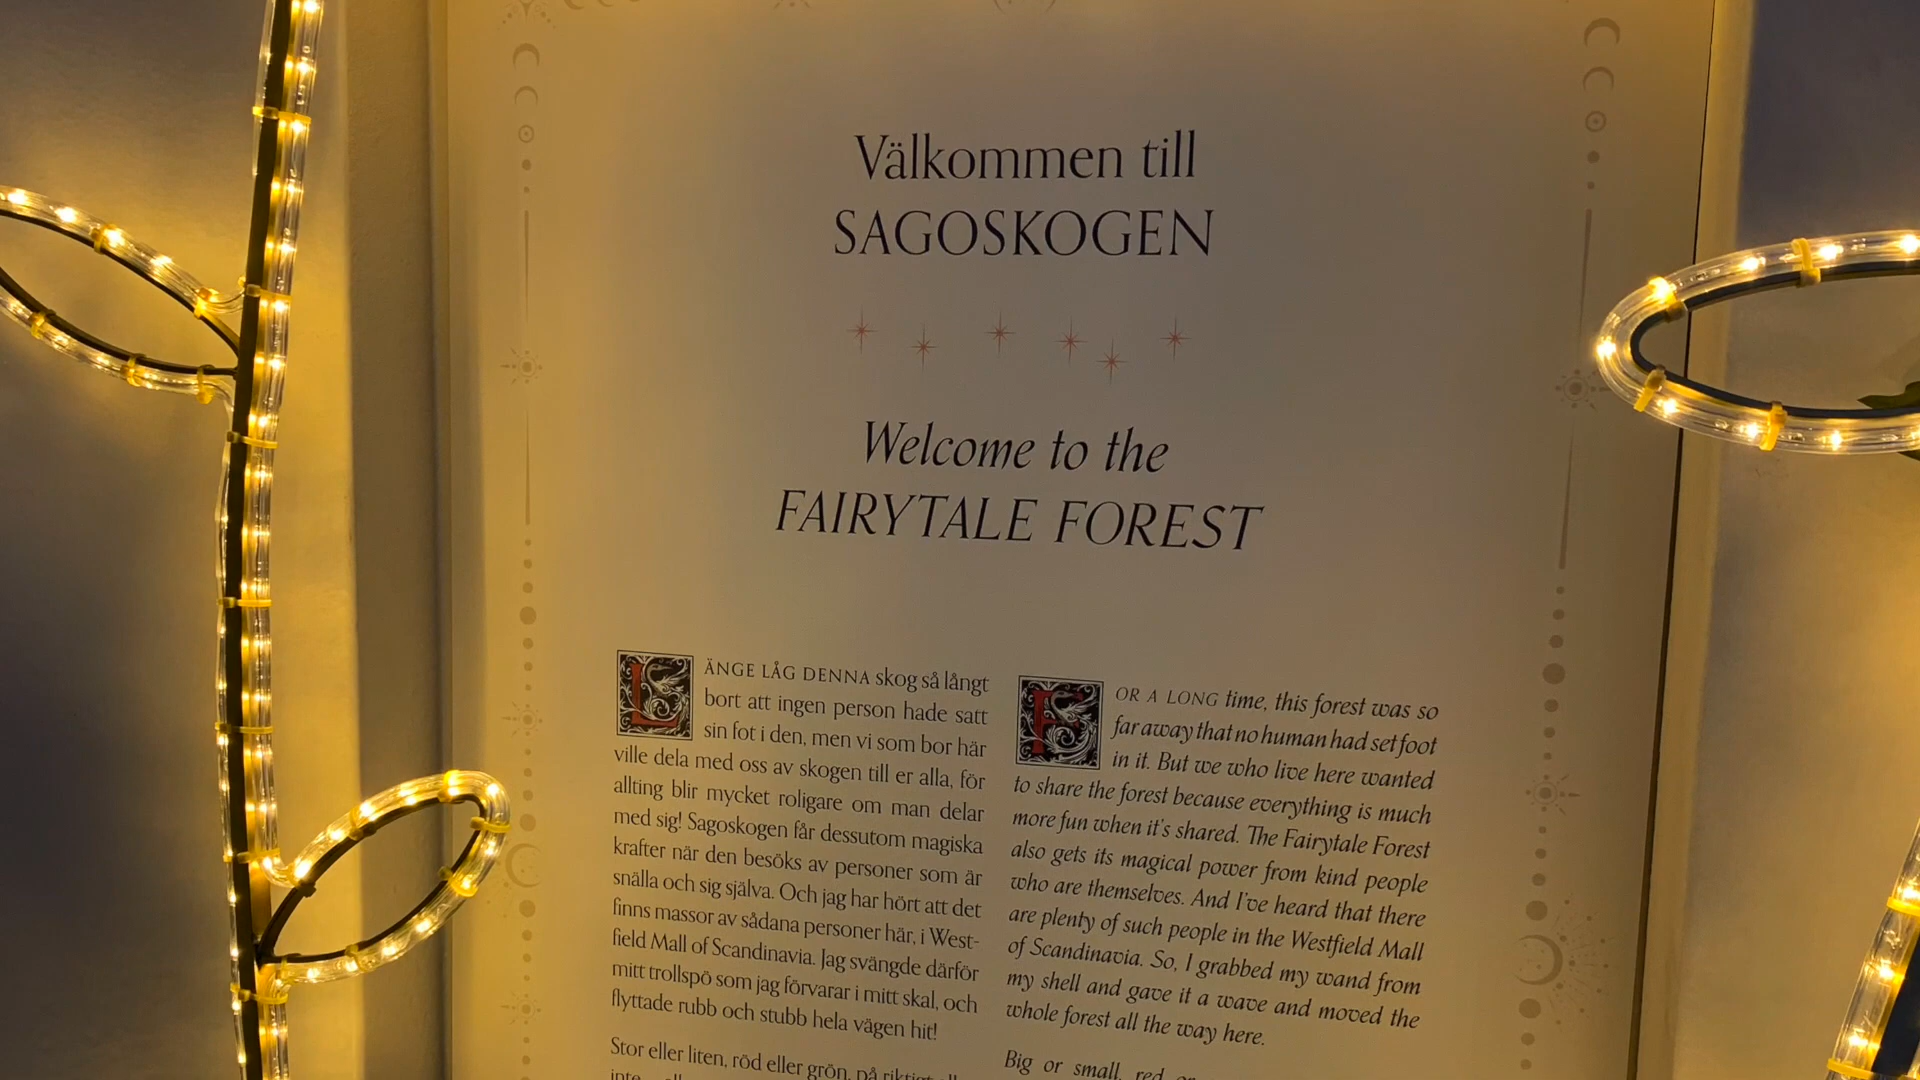 Välkommen till
SAGOSKOGEN
Welcome to the
FAIRYTALE FOREST
LÄNGE LÅG DENNA skog så långt
bort att ingen person hade satt
sin fot i den, men vi som bor här
ville dela med oss av skogen till er alla, för
allting blir mycket roligare om man delar
med sig! Sagoskogen får dessutom magiska
krafter när den besöks av personer som är
snälla och sig själva. Och jag har hört att det
finns massor av sådana personer här, i West-
field Mall of Scandinavia. Jag svängde därför
mitt trollspö som jag förvarar i mitt skal, och
flyttade rubb och stubb hela vägen hit!
Stor eller liten, röd eller grön, på riktigt
FOR A LONG time, this forest was so
far away that no human had set foot
in it. But we who live here wanted
to share the forest because everything is much
more fun when it's shared. The Fairytale Forest
also gets its magical power from kind people
who are themselves. And I've heard that there
are plenty of such people in the Westfield Mall
of Scandinavia. So, I grabbed my wand from
my shell and gave it a wave and moved the
whole forest all the way here.
Big or small, red or